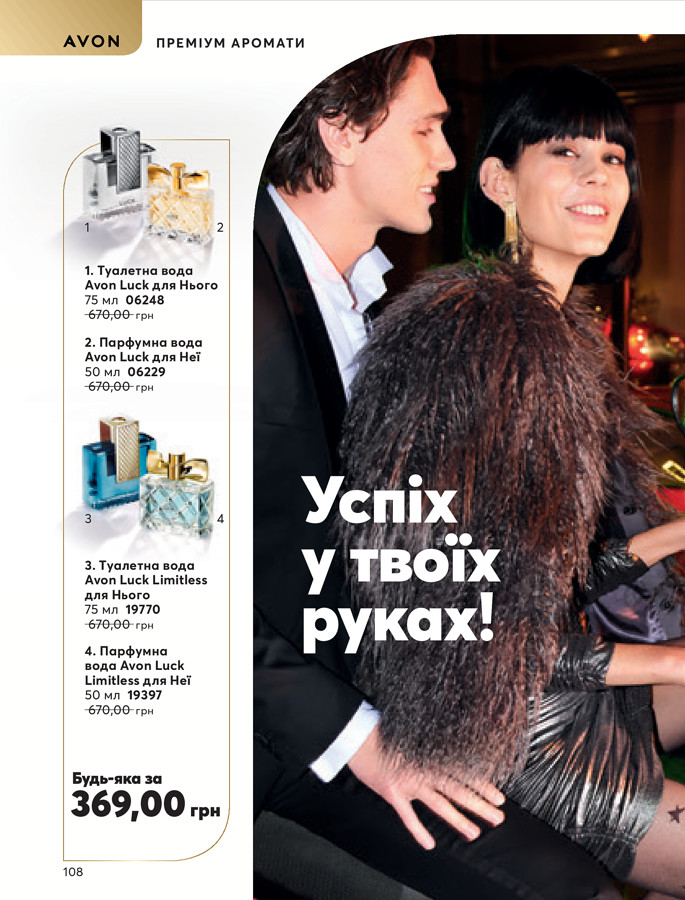 AVON
ПРЕМІУМ АРОМАТИ
LUCK
1
2
1. Туалетна вода
Avon Luck для Нього
75 мл 06248
670,00 грн
2. Парфумна вода
Avon Luck для Неї
50 мл 06229
670,00 грн
3
4
3. Туалетна вода
Avon Luck Limitless
для Нього
75 мл 19770
670,00 грн
4. Парфумна
вода Avon Luck
Limitless для Неї
50 мл 19397
670,00 грн
Будь-яка за
369,00 грн
Успіх
у твоїх
руках!
108